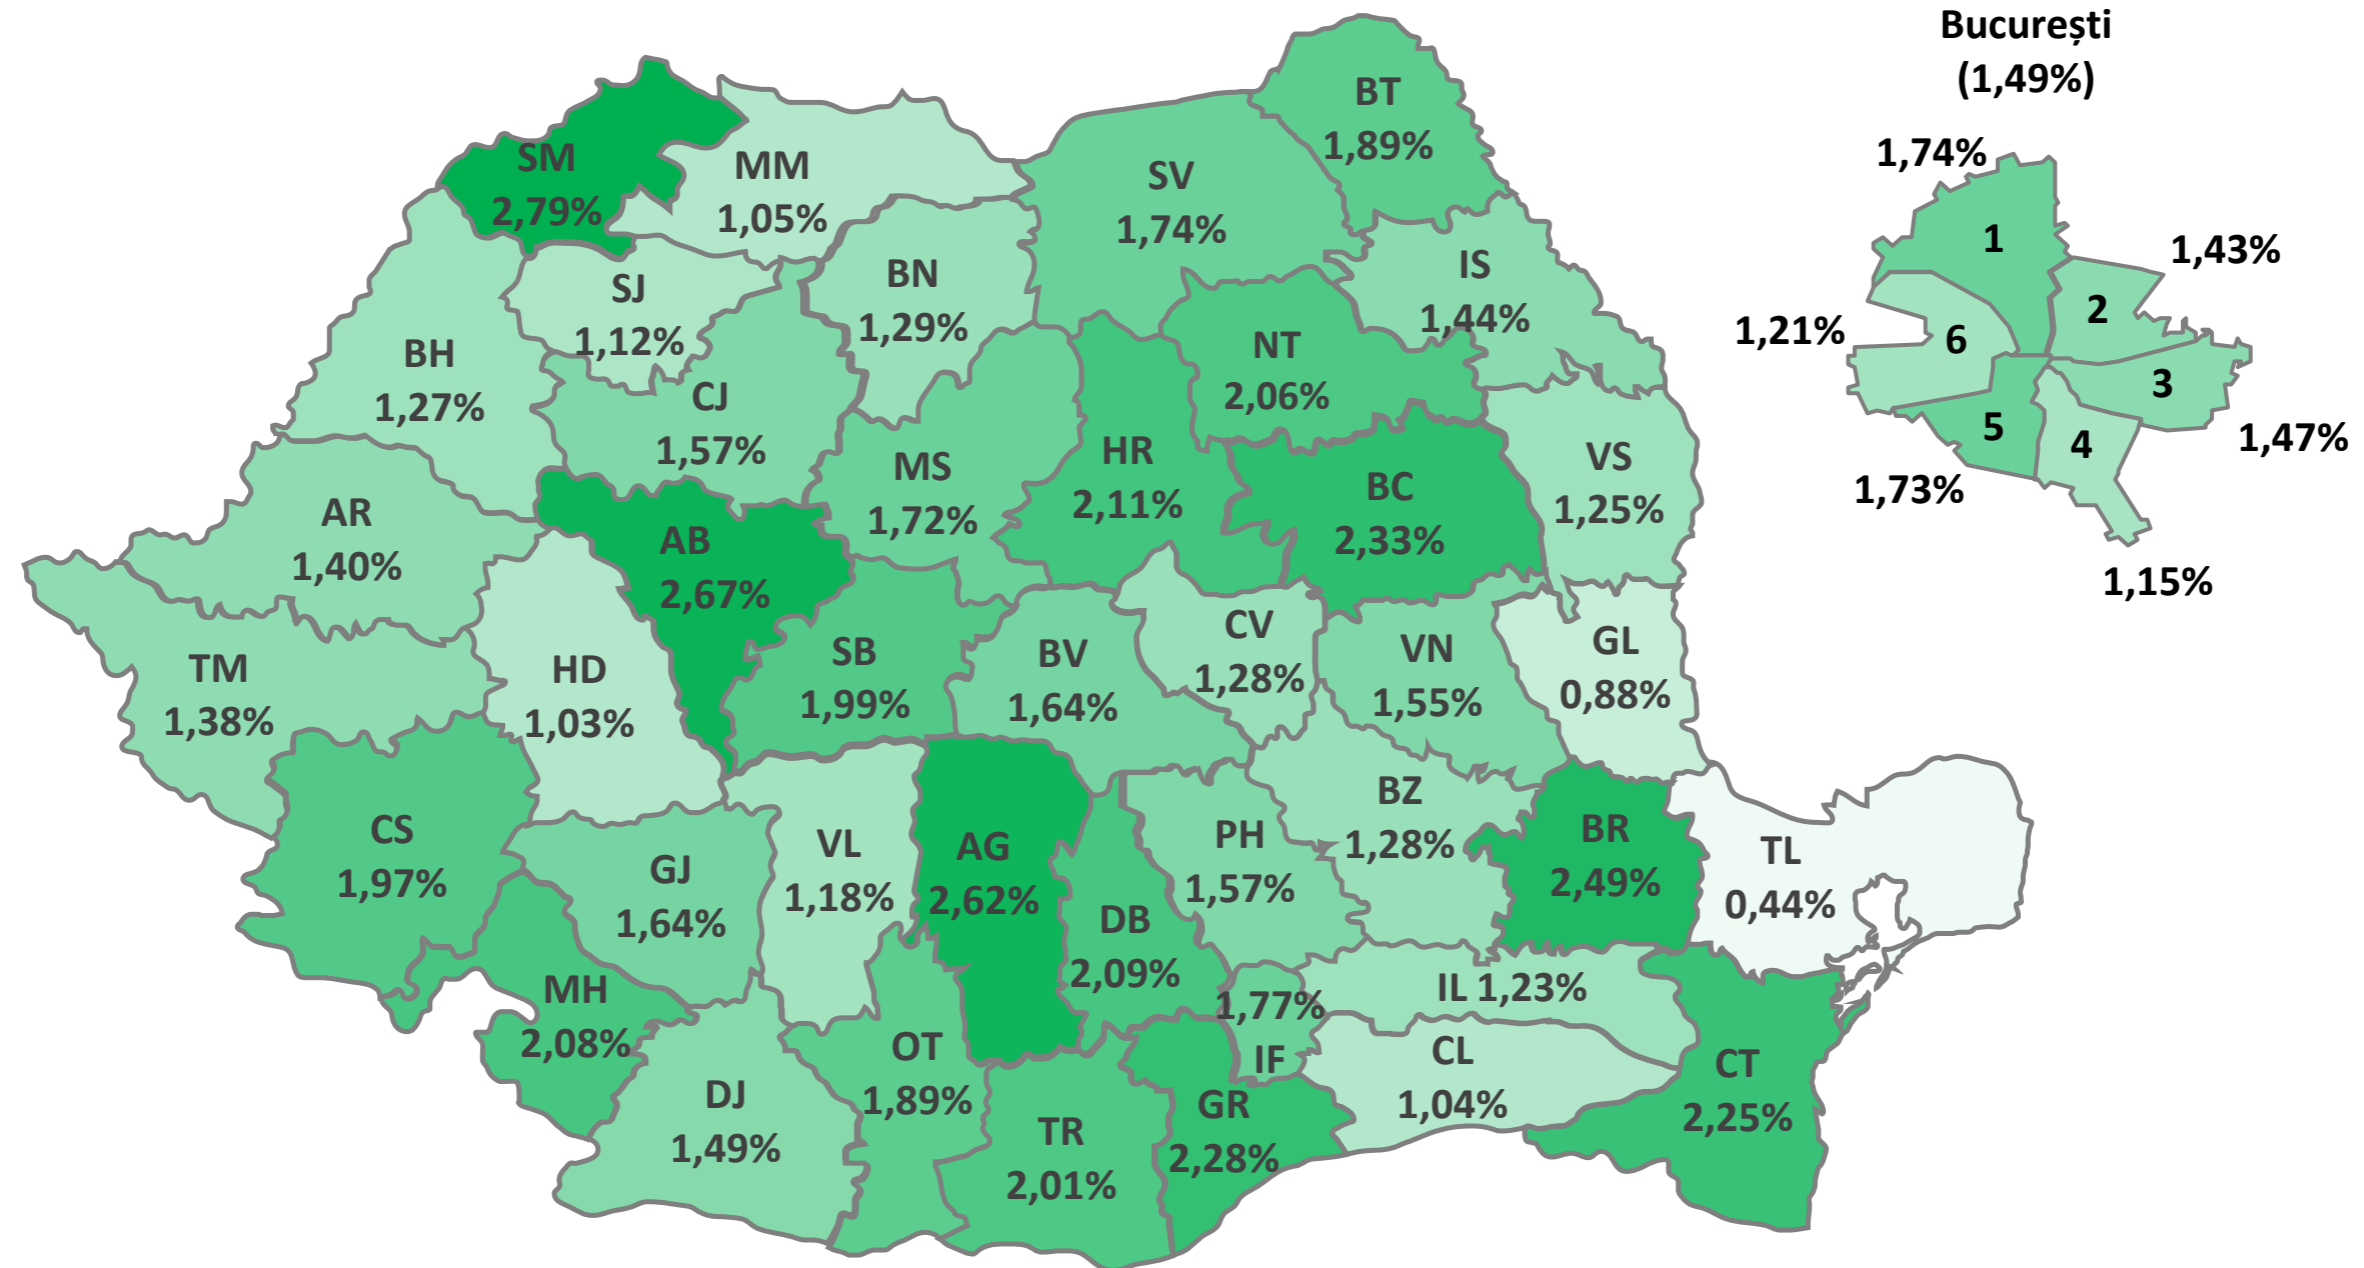 București
(1,49%)
1,74%
1
1,43%
2
1,21%
6
3
1,47%
5
4
1,73%
1,15%
BT
1,89%
SM
2,79%
MM
1,05%
SV
1,74%
SJ
1,12%
BN
1,29%
IS
1,44%
BH
1,27%
CJ
1,57%
NT
2,06%
MS
1,72%
HR
2,11%
BC
2,33%
VS
1,25%
AR
1,40%
AB
2,67%
TM
1,38%
HD
1,03%
SB
1,99%
BV
1,64%
CV
1,28%
VN
1,55%
GL
0,88%
CS
1,97%
GJ
1,64%
VL
1,18%
AG
2,62%
DB
2,09%
PH
1,57%
BZ
1,28%
BR
2,49%
TL
0,44%
MH
2,08%
DJ
1,49%
OT
1,89%
TR
2,01%
1,77%
IF
GR
2,28%
IL 1,23%
CL
1,04%
CT
2,25%